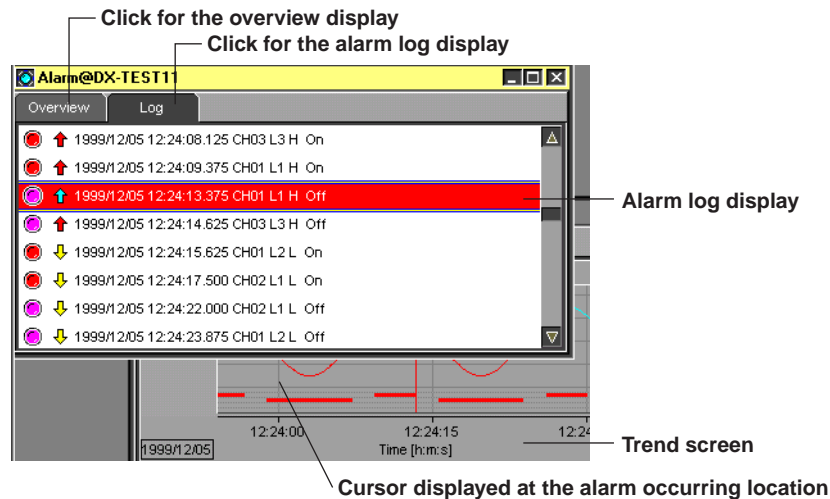 Click for the overview display
Click for the alarm log display
Alarm@DX-TEST11
Overview Log
1999/12/05 12:24:08.125 CH03 L3 H On
1999/12/05 12:24:09.375 CH01 L1 H On
1999/12/05 12:24:13.375 CH01 L1 H Off
Alarm log display
1999/12/05 12:24:14.625 CH03 L3 H Off
1999/12/05 12:24:15.625 CH01 L2 L On
1999/12/05 12:24:17.500 CH02 L1 L On
1999/12/05 12:24:22.000 CH02 L1 L Off
1999/12/05 12:24:23.875 CH01 L2 L Off
12:24:00 12:24:15 12:24
1999/12/05 Time [h:m:s]
Trend screen
Cursor displayed at the alarm occurring location